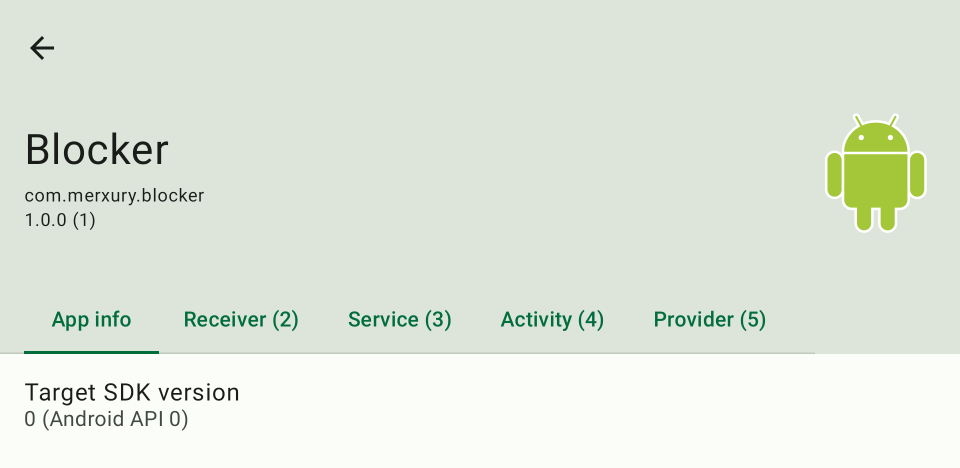 Blocker
com.merxury.blocker
1.0.0 (1)
App info Receiver (2) Service (3) Activity (4) Provider (5)
Target SDK version
0 (Android API 0)